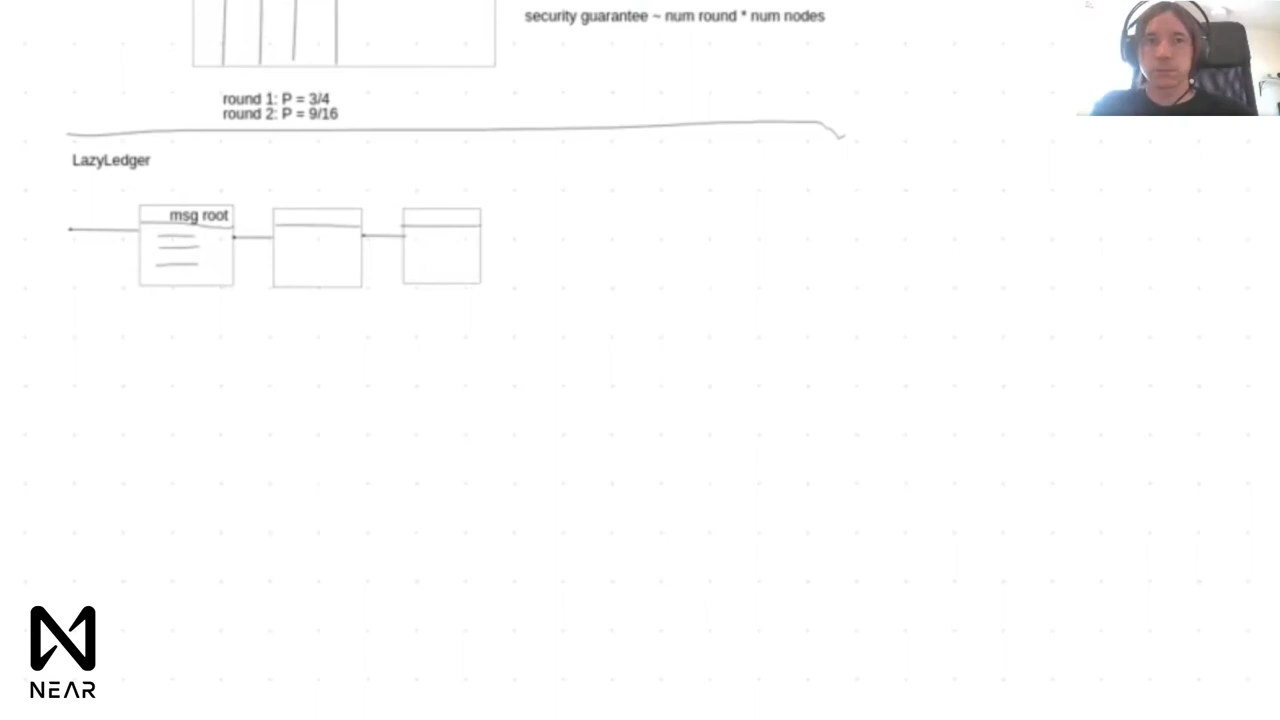 security guarantee ~ num round * num nodes
round 1: P = 3/4
round 2: P = 9/16
LazyLedger
msg root
NEAR